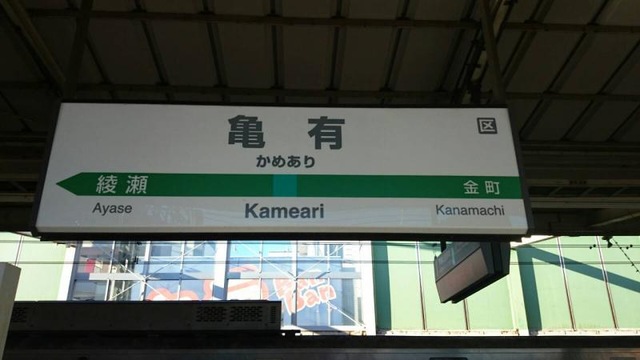 亀有
区
かめあり
綾瀬 金町
Ayase Kameari Kanamachi